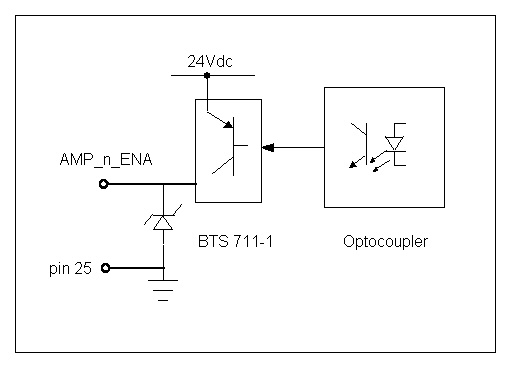 24Vdc
AMP_n_ENA
BTS 711-1
Optocoupler
pin 25